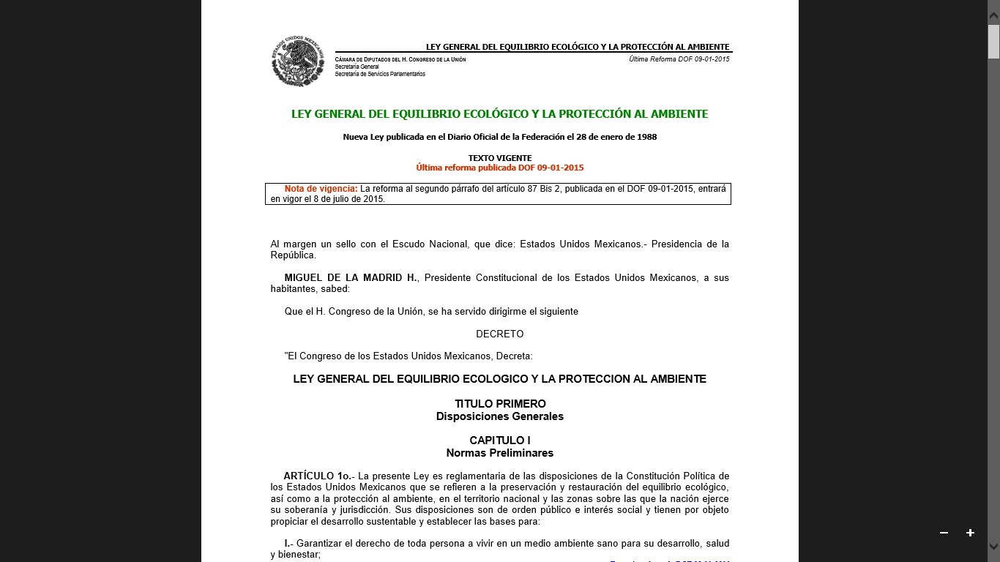 ESTADOS UNIDOS MEXICANOS
LEY GENERAL DEL EQUILIBRIO ECOLÓGICO Y LA PROTECCIÓN AL AMBIENTE
CÁMARA DE DIPUTADOS DEL H. CONGRESO DE LA UNIÓN
Última Reforma DOF 09-01-2015
Secretaría General
Secretaría de Servicios Parlamentarios
LEY GENERAL DEL EQUILIBRIO ECOLÓGICO Y LA PROTECCIÓN AL AMBIENTE
Nueva Ley publicada en el Diario Oficial de la Federación el 28 de enero de 1988
TEXTO VIGENTE
Última reforma publicada DOF 09-01-2015
Nota de vigencia: La reforma al segundo párrafo del artículo 87 Bis 2, publicada en el DOF 09-01-2015, entrará
en vigor el 8 de julio de 2015.
Al margen un sello con el Escudo Nacional, que dice: Estados Unidos Mexicanos.- Presidencia de la
República.
MIGUEL DE LA MADRID H., Presidente Constitucional de los Estados Unidos Mexicanos, a sus
habitantes, sabed:
Que el H. Congreso de la Unión, se ha servido dirigirme el siguiente
DECRETO
"El Congreso de los Estados Unidos Mexicanos, Decreta:
LEY GENERAL DEL EQUILIBRIO ECOLOGICO Y LA PROTECCION AL AMBIENTE
TITULO PRIMERO
Disposiciones Generales
CAPITULO I
Normas Preliminares
ARTÍCULO 1o.- La presente Ley es reglamentaria de las disposiciones de la Constitución Política de
los Estados Unidos Mexicanos que se refieren a la preservación y restauración del equilibrio ecológico,
así como a la protección al ambiente, en el territorio nacional y las zonas sobre las que la nación ejerce
su soberanía y jurisdicción. Sus disposiciones son de orden público e interés social y tienen por objeto
propiciar el desarrollo sustentable y establecer las bases para:
I.- Garantizar el derecho de toda persona a vivir en un medio ambiente sano para su desarrollo, salud
y bienestar;